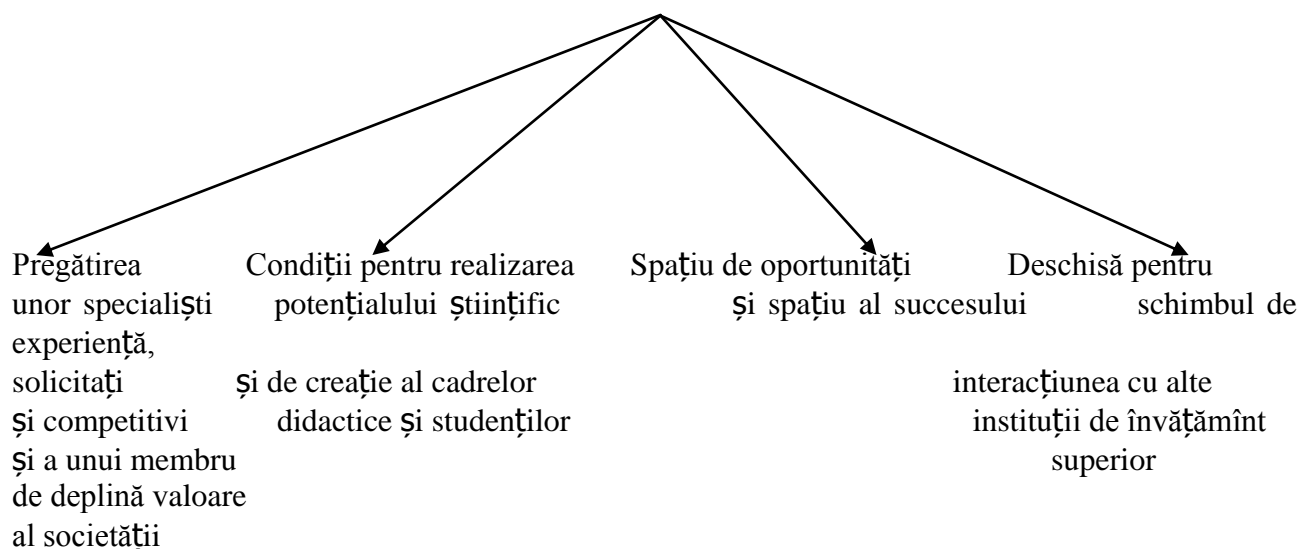 Pregătirea Condiții pentru realizarea Spațiu de oportunități Deschisă pentru
unor specialiști potențialului științific și spațiu al succesului schimbul de
experiență,
solicitați și de creație al cadrelor interacțiunea cu alte
și competitivi didactice și studenților instituții de învățămînt
și a unui membru superior
de deplină valoare
al societății